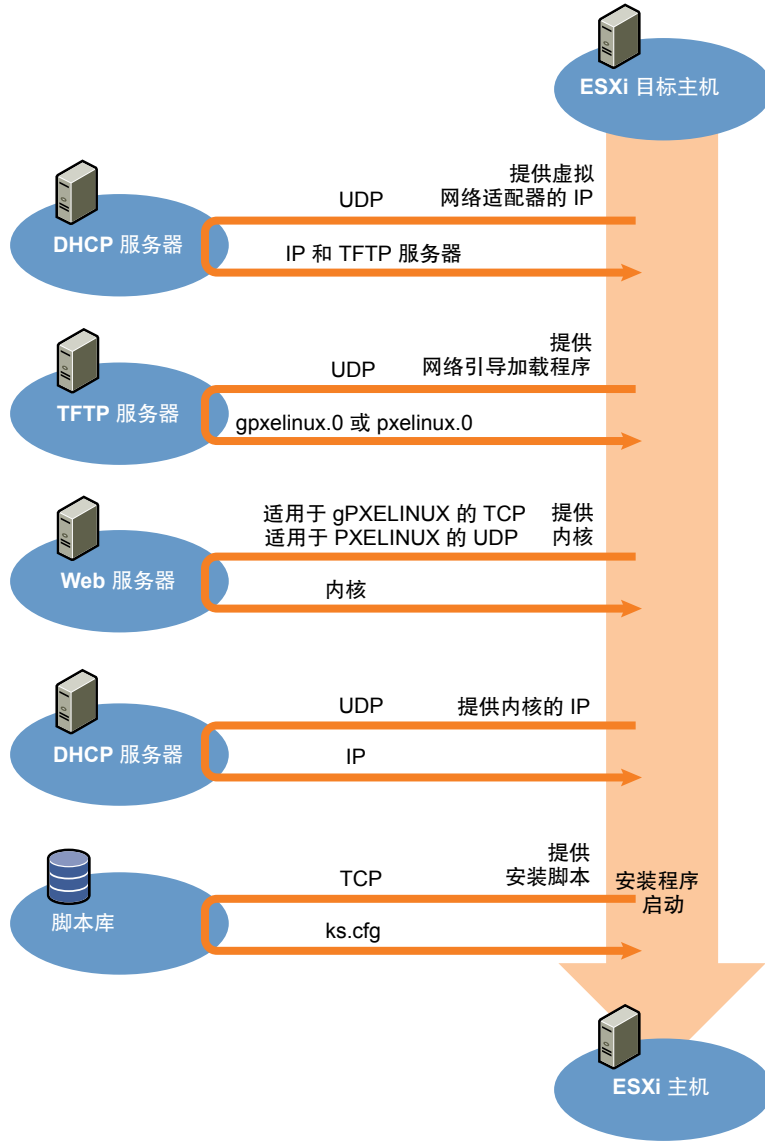 ESXi 目标主机
提供虚拟
网络适配器的 IP
UDP
DHCP 服务器
IP 和 TFTP 服务器
提供
网络引导加载程序
UDP
TFTP 服务器
gpxelinux.0 或 pxelinux.0
适用于 gPXELINUX 的 TCP
适用于 PXELINUX 的 UDP
提供
内核
Web 服务器
内核
UDP
提供内核的 IP
DHCP 服务器
IP
提供
安装脚本
TCP
安装程序
启动
脚本库
ks.cfg
ESXi 主机